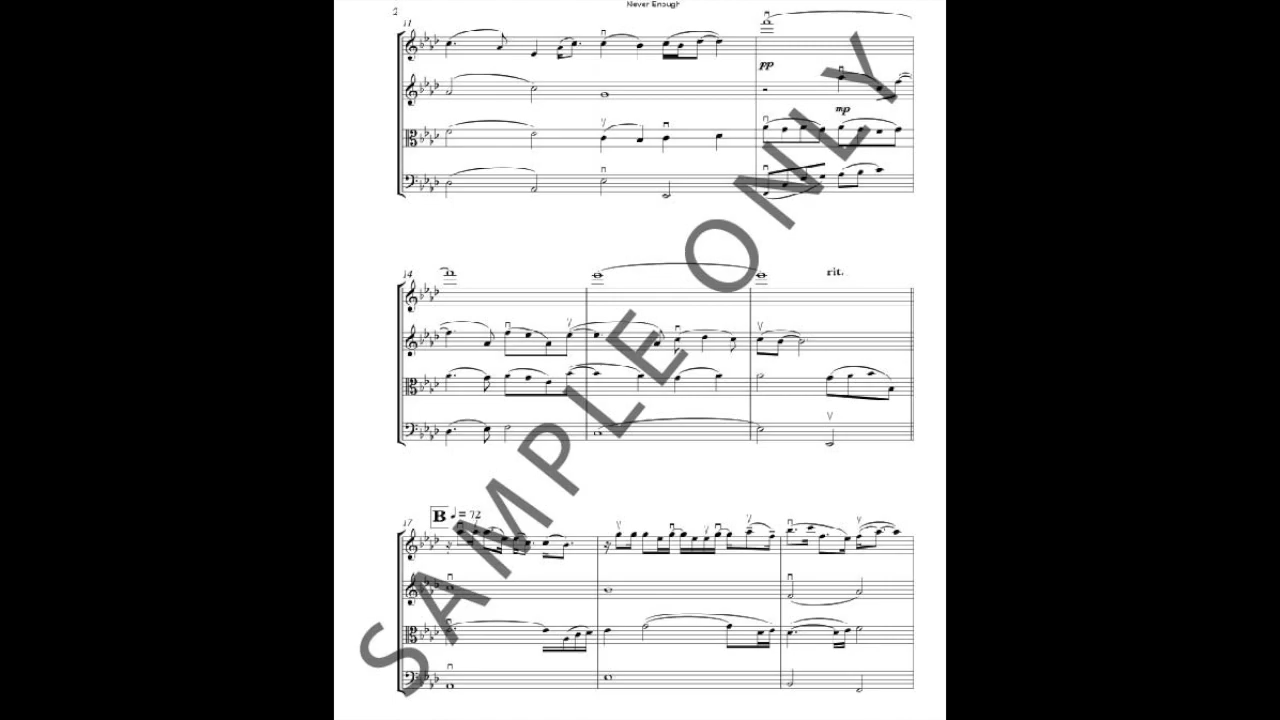 Never Enough
2
11
pp
mp
14
rit.
17
B ♩= 72
SAMPLE ONLY